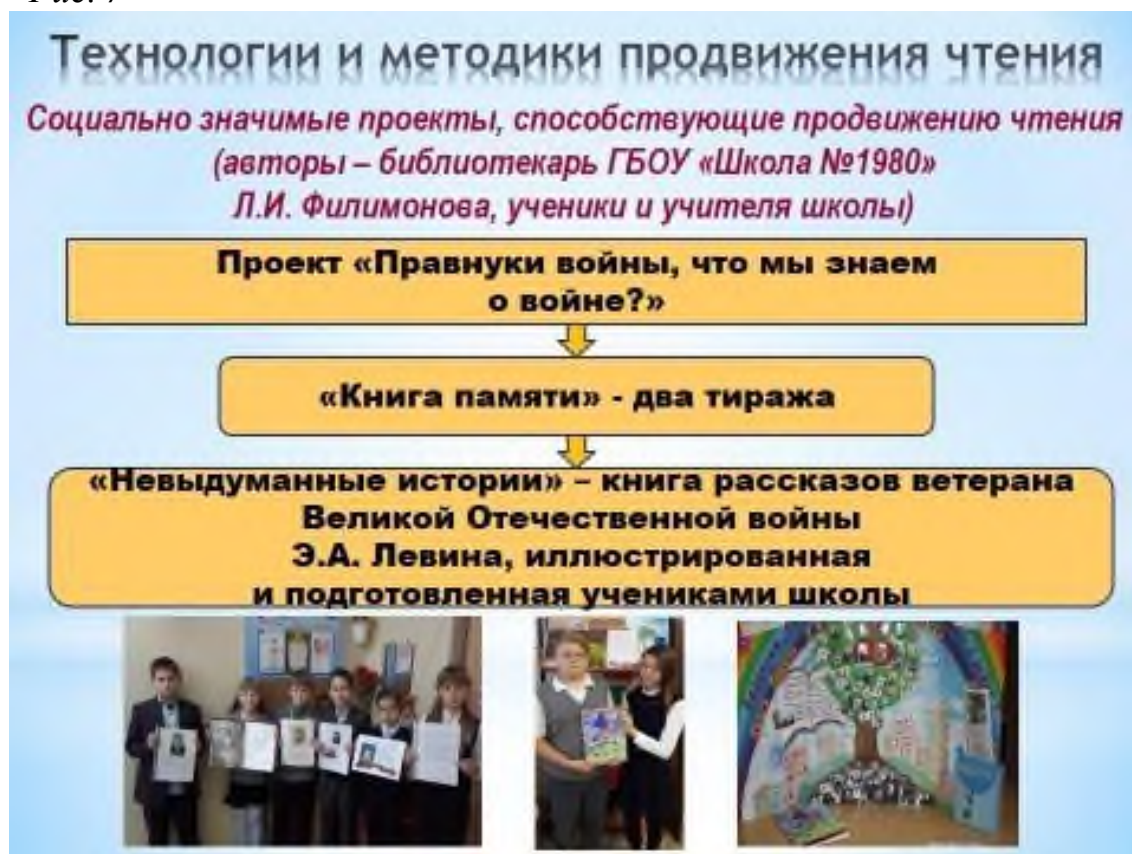 Технологии и методики продвижения чтения
Социально значимые проекты, способствующие продвижению чтения
(авторы – библиотекарь ГБОУ «Школа №1980»
Л.И. Филимонова, ученики и учителя школы)
Проект «Правнуки войны, что мы знаем
о войне?»
«Книга памяти» - два тиража
«Невыдуманные истории» – книга рассказов ветерана
Великой Отечественной войны
Э.А. Левина, иллюстрированная
и подготовленная учениками школы